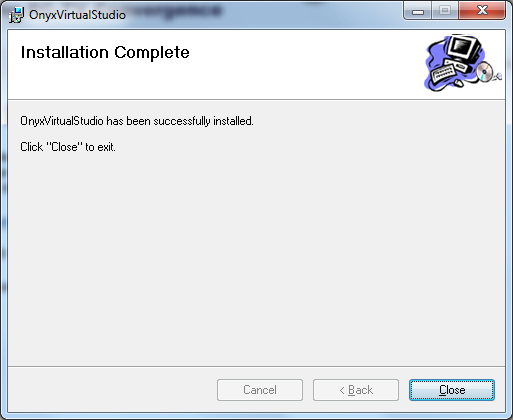 OnyxVirtualStudio
Installation Complete
OnyxVirtualStudio has been successfully installed.
Click "Close" to exit.
Cancel
< Back
Close